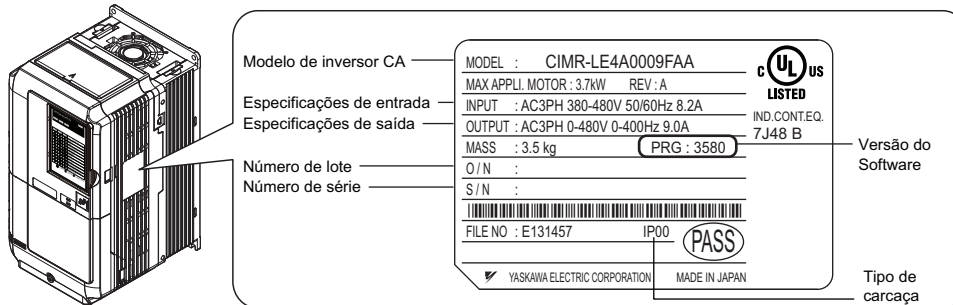 Modelo de inversor CA
Especificações de entrada
Especificações de saída
Número de lote
Número de série
MODEL : CIMR-LE4A0009FAA
MAX APPLI. MOTOR : 3.7kW REV : A
INPUT : AC3PH 380-480V 50/60Hz 8.2A
OUTPUT : AC3PH 0-480V 0-400Hz 9.0A
MASS : 3.5 kg PRG : 3580
O / N :
S / N :
FILE NO : E131457 IP00
PASS
YASKAWA ELECTRIC CORPORATION MADE IN JAPAN
C UL US
LISTED
IND.CONT.EQ.
7J48 B
Versão do
Software
Tipo de
carcaça